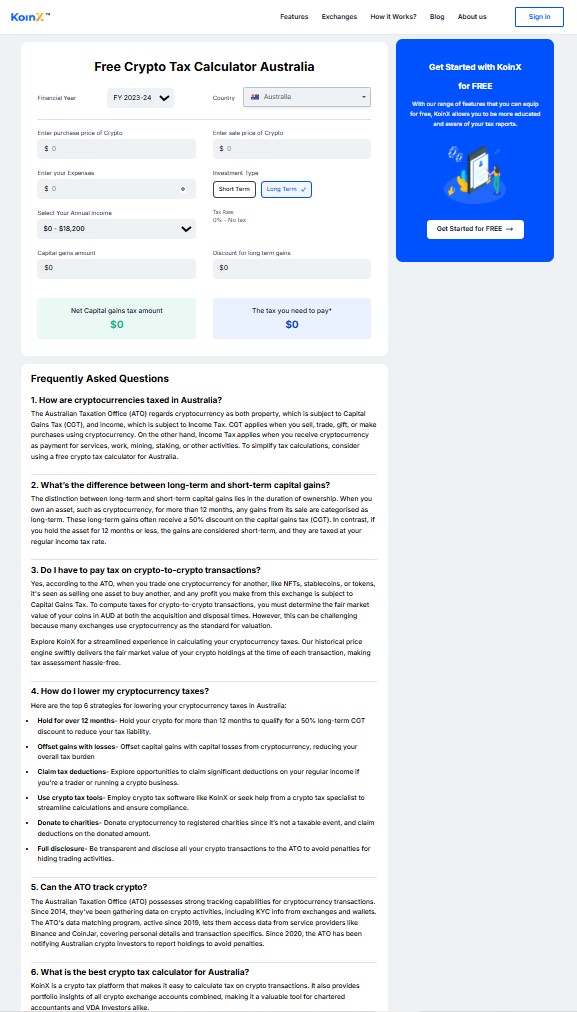 KoinX™
Features
Exchanges
How it Works?
Blog
About us
Sign in
Free Crypto Tax Calculator Australia
Financial Year
FY 2023-24
Country
Australia
Enter purchase price of Crypto
$ 0
Enter sale price of Crypto
$ 0
Enter your Expenses
$ 0
Investment Type
Short Term
Long Term ✓
Select Your Annual Income
$0 - $18,200
Tax Rate
0% - No tax
Capital gains amount
$0
Discount for long term gains
$0
Net Capital gains tax amount
$0
The tax you need to pay*
$0
Get Started with KoinX
for FREE
With our range of features that you can equip
for free, KoinX allows you to be more educated
and aware of your tax reports.
Get Started for FREE →
Frequently Asked Questions
1. How are cryptocurrencies taxed in Australia?
The Australian Taxation Office (ATO) regards cryptocurrency as both property, which is subject to Capital
Gains Tax (CGT), and income, which is subject to Income Tax. CGT applies when you sell, trade, gift, or make
purchases using cryptocurrency. On the other hand, Income Tax applies when you receive cryptocurrency
as payment for services, work, mining, staking, or other activities. To simplify tax calculations, consider
using a free crypto tax calculator for Australia.
2. What's the difference between long-term and short-term capital gains?
The distinction between long-term and short-term capital gains lies in the duration of ownership. When you
own an asset, such as cryptocurrency, for more than 12 months, any gains from its sale are categorised as
long-term. These long-term gains often receive a 50% discount on the capital gains tax (CGT). In contrast, if
you hold the asset for 12 months or less, the gains are considered short-term, and they are taxed at your
regular income tax rate.
3. Do I have to pay tax on crypto-to-crypto transactions?
Yes, according to the ATO, when you trade one cryptocurrency for another, like NFTs, stablecoins, or tokens,
it's seen as selling one asset to buy another, and any profit you make from this exchange is subject to
Capital Gains Tax. To compute taxes for crypto-to-crypto transactions, you must determine the fair market
value of your coins in AUD at both the acquisition and disposal times. However, this can be challenging
because many exchanges use cryptocurrency as the standard for valuation.
Explore KoinX for a streamlined experience in calculating your cryptocurrency taxes. Our historical price
engine swiftly delivers the fair market value of your crypto holdings at the time of each transaction, making
tax assessment hassle-free.
4. How do I lower my cryptocurrency taxes?
Here are the top 6 strategies for lowering your cryptocurrency taxes in Australia:
• Hold for over 12 months- Hold your crypto for more than 12 months to qualify for a 50% long-term CGT
discount to reduce your tax liability.
• Offset gains with losses- Offset capital gains with capital losses from cryptocurrency, reducing your
overall tax burden
• Claim tax deductions- Explore opportunities to claim significant deductions on your regular income if
you're a trader or running a crypto business.
• Use crypto tax tools- Employ crypto tax software like KoinX or seek help from a crypto tax specialist to
streamline calculations and ensure compliance.
• Donate to charities- Donate cryptocurrency to registered charities since it's not a taxable event, and claim
deductions on the donated amount.
• Full disclosure- Be transparent and disclose all your crypto transactions to the ATO to avoid penalties for
hiding trading activities.
5. Can the ATO track crypto?
The Australian Taxation Office (ATO) possesses strong tracking capabilities for cryptocurrency transactions.
Since 2014, they've been gathering data on crypto activities, including KYC info from exchanges and wallets.
The ATO's data matching program, active since 2019, lets them access data from service providers like
Binance and CoinJar, covering personal details and transaction specifics. Since 2020, the ATO has been
notifying Australian crypto investors to report holdings to avoid penalties.
6. What is the best crypto tax calculator for Australia?
KoinX is a crypto tax platform that makes it easy to calculate tax on crypto transactions. It also provides
portfolio insights of all crypto exchange accounts combined, making it a valuable tool for chartered
accountants and VDA Investors alike.